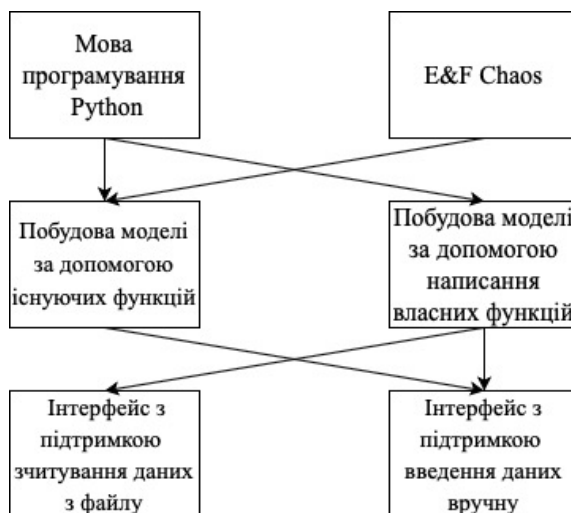 Мова
програмування
Python
E&F Chaos
Побудова моделі
за допомогою
існуючих функцій
Побудова моделі
за допомогою
написання
власних функцій
Інтерфейс з
підтримкою
зчитування даних
з файлу
Інтерфейс з
підтримкою
введення даних
вручну